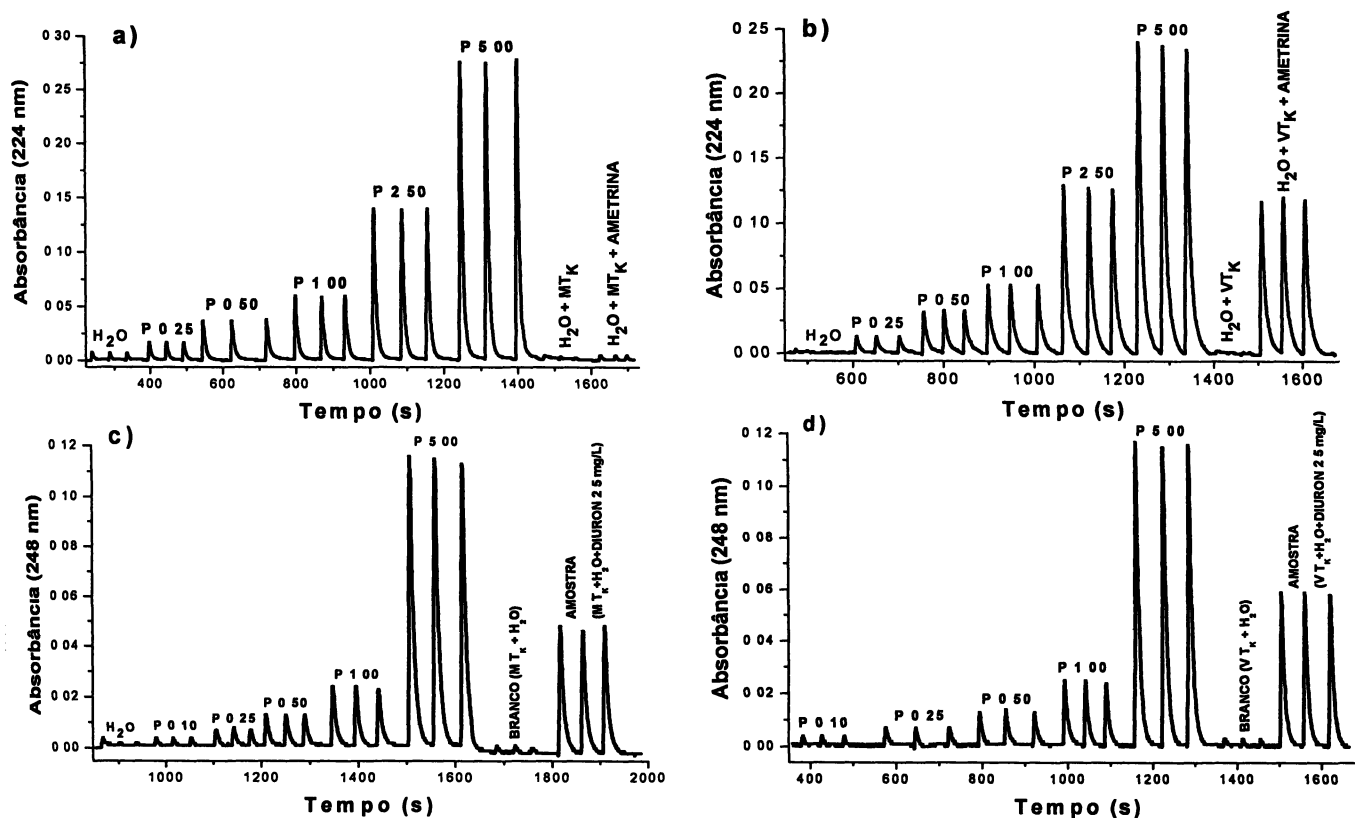 a)
Absorbância (224 nm)
0 30
0.25
0.20
0 15
0 10
0 05
0 00
H₂O
P 0 25
P 0 50
P 1 00
P 2 50
P 5 00
H₂O + MT_K
H₂O + MT_K + AMETRINA
400 600 800 1000 1200 1400 1600
Tempo (s)
b)
Absorbância (224 nm)
0 25
0 20
0 15
0 10
0 05
0 00
H₂O
P 0 25
P 0 50
P 1 00
P 2 50
P 5 00
H₂O + VT_K
H₂O + VT_K + AMETRINA
600 800 1000 1200 1400 1600
Tempo (s)
c)
Absorbância (248 nm)
0 12
0 10
0 08
0 06
0 04
0 02
0 00
H₂O
P 0 10
P 0 25
P 0 50
P 1 00
P 5 00
BRANCO (M T_K + H₂O)
AMOSTRA
(M T_K+H₂O+DIURON 2 5 mg/L)
1000 1200 1400 1600 1800 2000
Tempo (s)
d)
Absorbância (248 nm)
0 12
0 10
0 08
0 06
0 04
0 02
0 00
P 0 10
P 0 25
P 0 50
P 1 00
P 5 00
BRANCO (V T_K + H₂O)
AMOSTRA
(V T_K+H₂O+DIURON 2 5 mg/L)
400 600 800 1000 1200 1400 1600
Tempo (s)